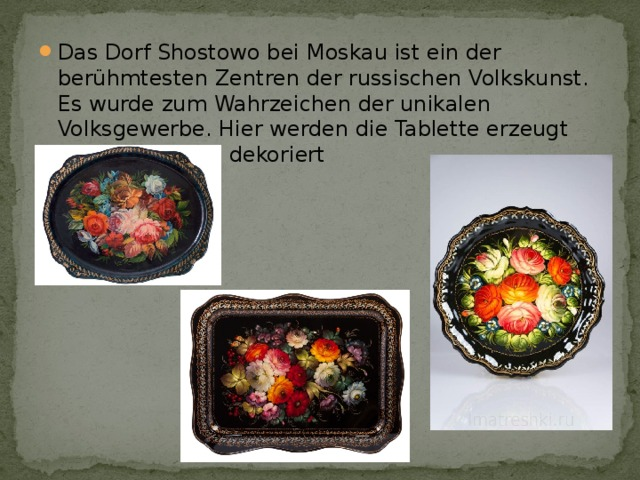 Das Dorf Shostowo bei Moskau ist ein der
berühmtesten Zentren der russischen Volkskunst.
Es wurde zum Wahrzeichen der unikalen
Volksgewerbe. Hier werden die Tablette erzeugt
dekoriert
matreshki.ru